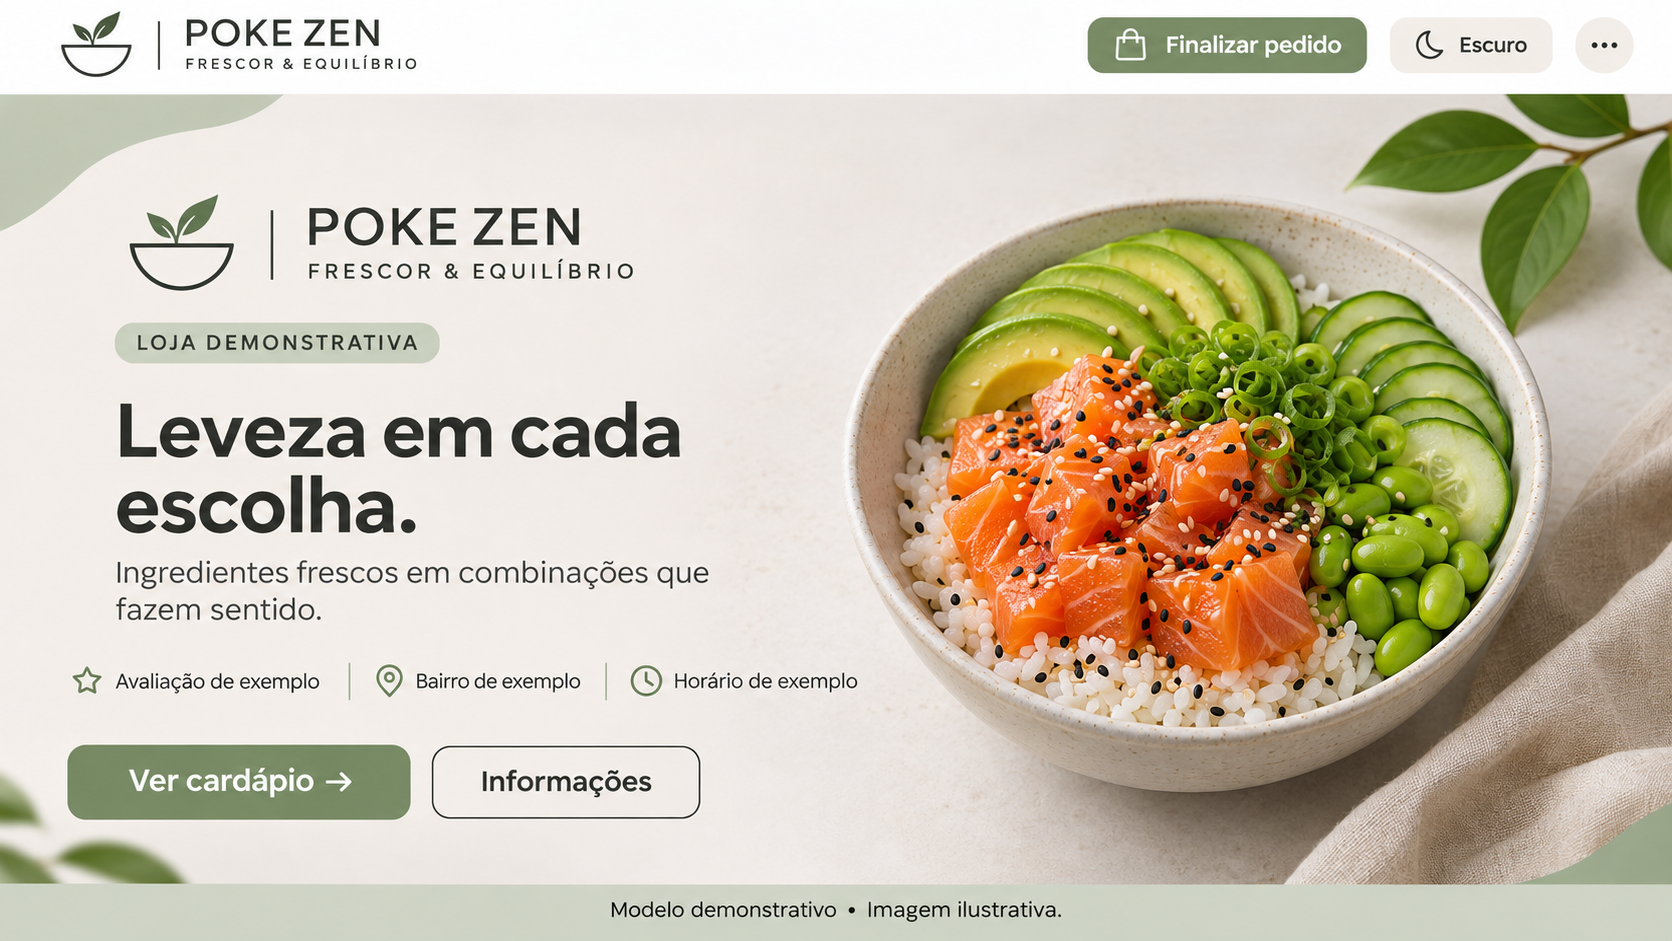 POKE ZEN
FRESCOR & EQUILÍBRIO
Finalizar pedido
Escuro
POKE ZEN
FRESCOR & EQUILÍBRIO
LOJA DEMONSTRATIVA
Leveza em cada
escolha.
Ingredientes frescos em combinações que
fazem sentido.
Avaliação de exemplo
Bairro de exemplo
Horário de exemplo
Ver cardápio →
Informações
Modelo demonstrativo • Imagem ilustrativa.